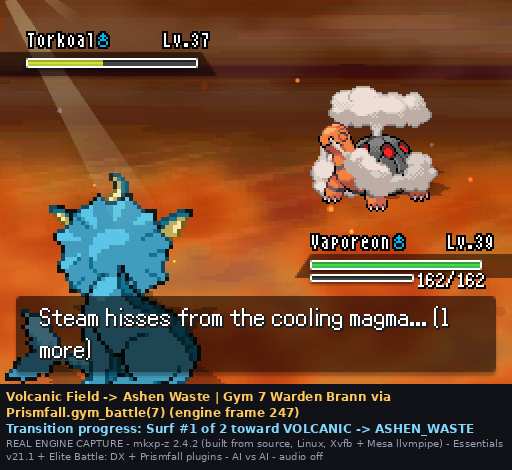 Torkoal♂ Lv.37
Vaporeon♂ Lv.39
162/162
Steam hisses from the cooling magma... (1
more)
Volcanic Field -> Ashen Waste | Gym 7 Warden Brann via
Prismfall.gym_battle(7) (engine frame 247)
Transition progress: Surf #1 of 2 toward VOLCANIC -> ASHEN_WASTE
REAL ENGINE CAPTURE - mkxp-z 2.4.2 (built from source, Linux, Xvfb + Mesa llvmpipe) - Essentials
v21.1 + Elite Battle: DX + Prismfall plugins - AI vs AI - audio off